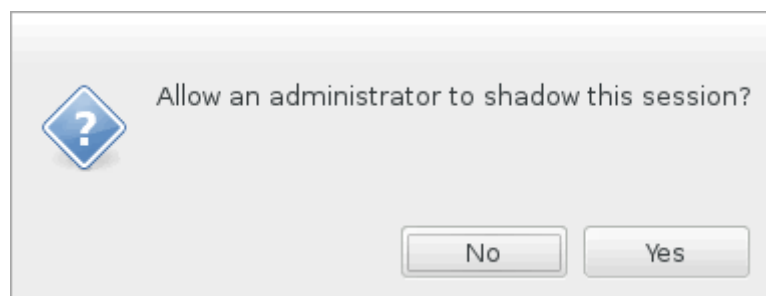 Allow an administrator to shadow this session?
No Yes